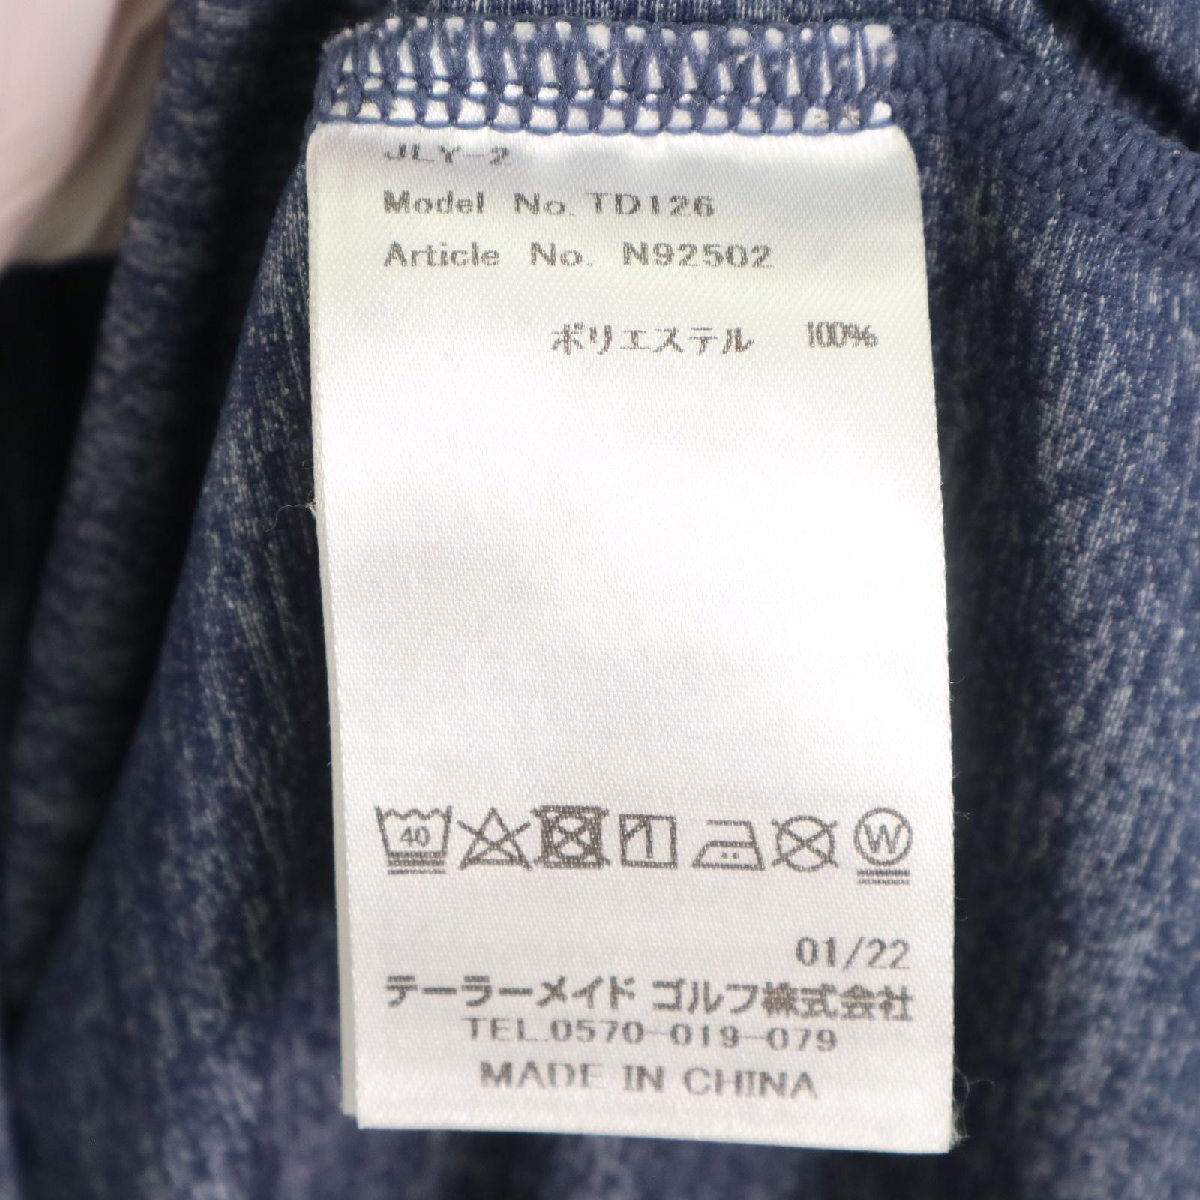 JLY-2
Model No. TD126
Article No. N92502
ポリエステル 100%
40
W
01/22
テーラーメイド ゴルフ株式会社
TEL.0570-019-079
MADE IN CHINA